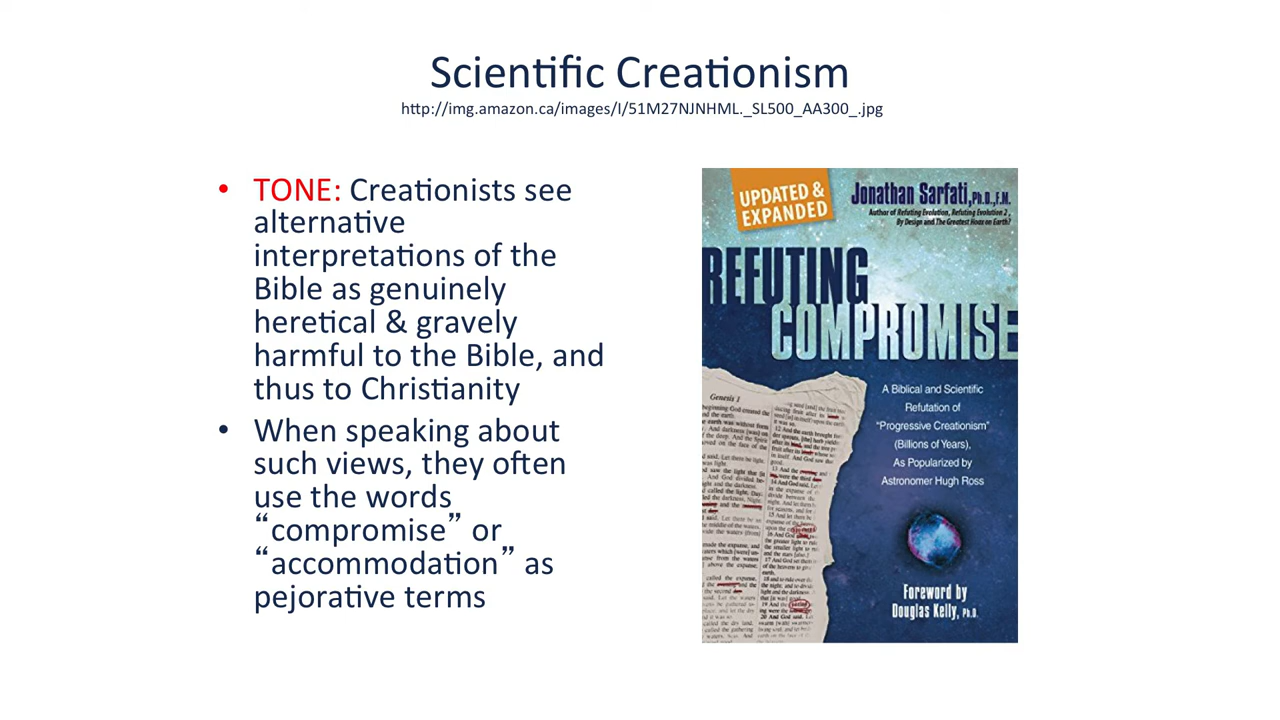 Scientific Creationism
http://img.amazon.ca/images/I/51M27NJNHML._SL500_AA300_.jpg
• TONE: Creationists see
alternative
interpretations of the
Bible as genuinely
heretical & gravely
harmful to the Bible, and
thus to Christianity
• When speaking about
such views, they often
use the words
“compromise” or
“accommodation” as
pejorative terms
UPDATED &
EXPANDED
Jonathan Sarfati, Ph.D., F.M.
Author of Refuting Evolution, Refuting Evolution 2,
By Design and The Greatest Hoax on Earth?
REFUTING
COMPROMISE
A Biblical and Scientific
Refutation of
“Progressive Creationism”
(Billions of Years),
As Popularized by
Astronomer Hugh Ross
Genesis 1
Foreword by
Douglas Kelly, Ph.D.